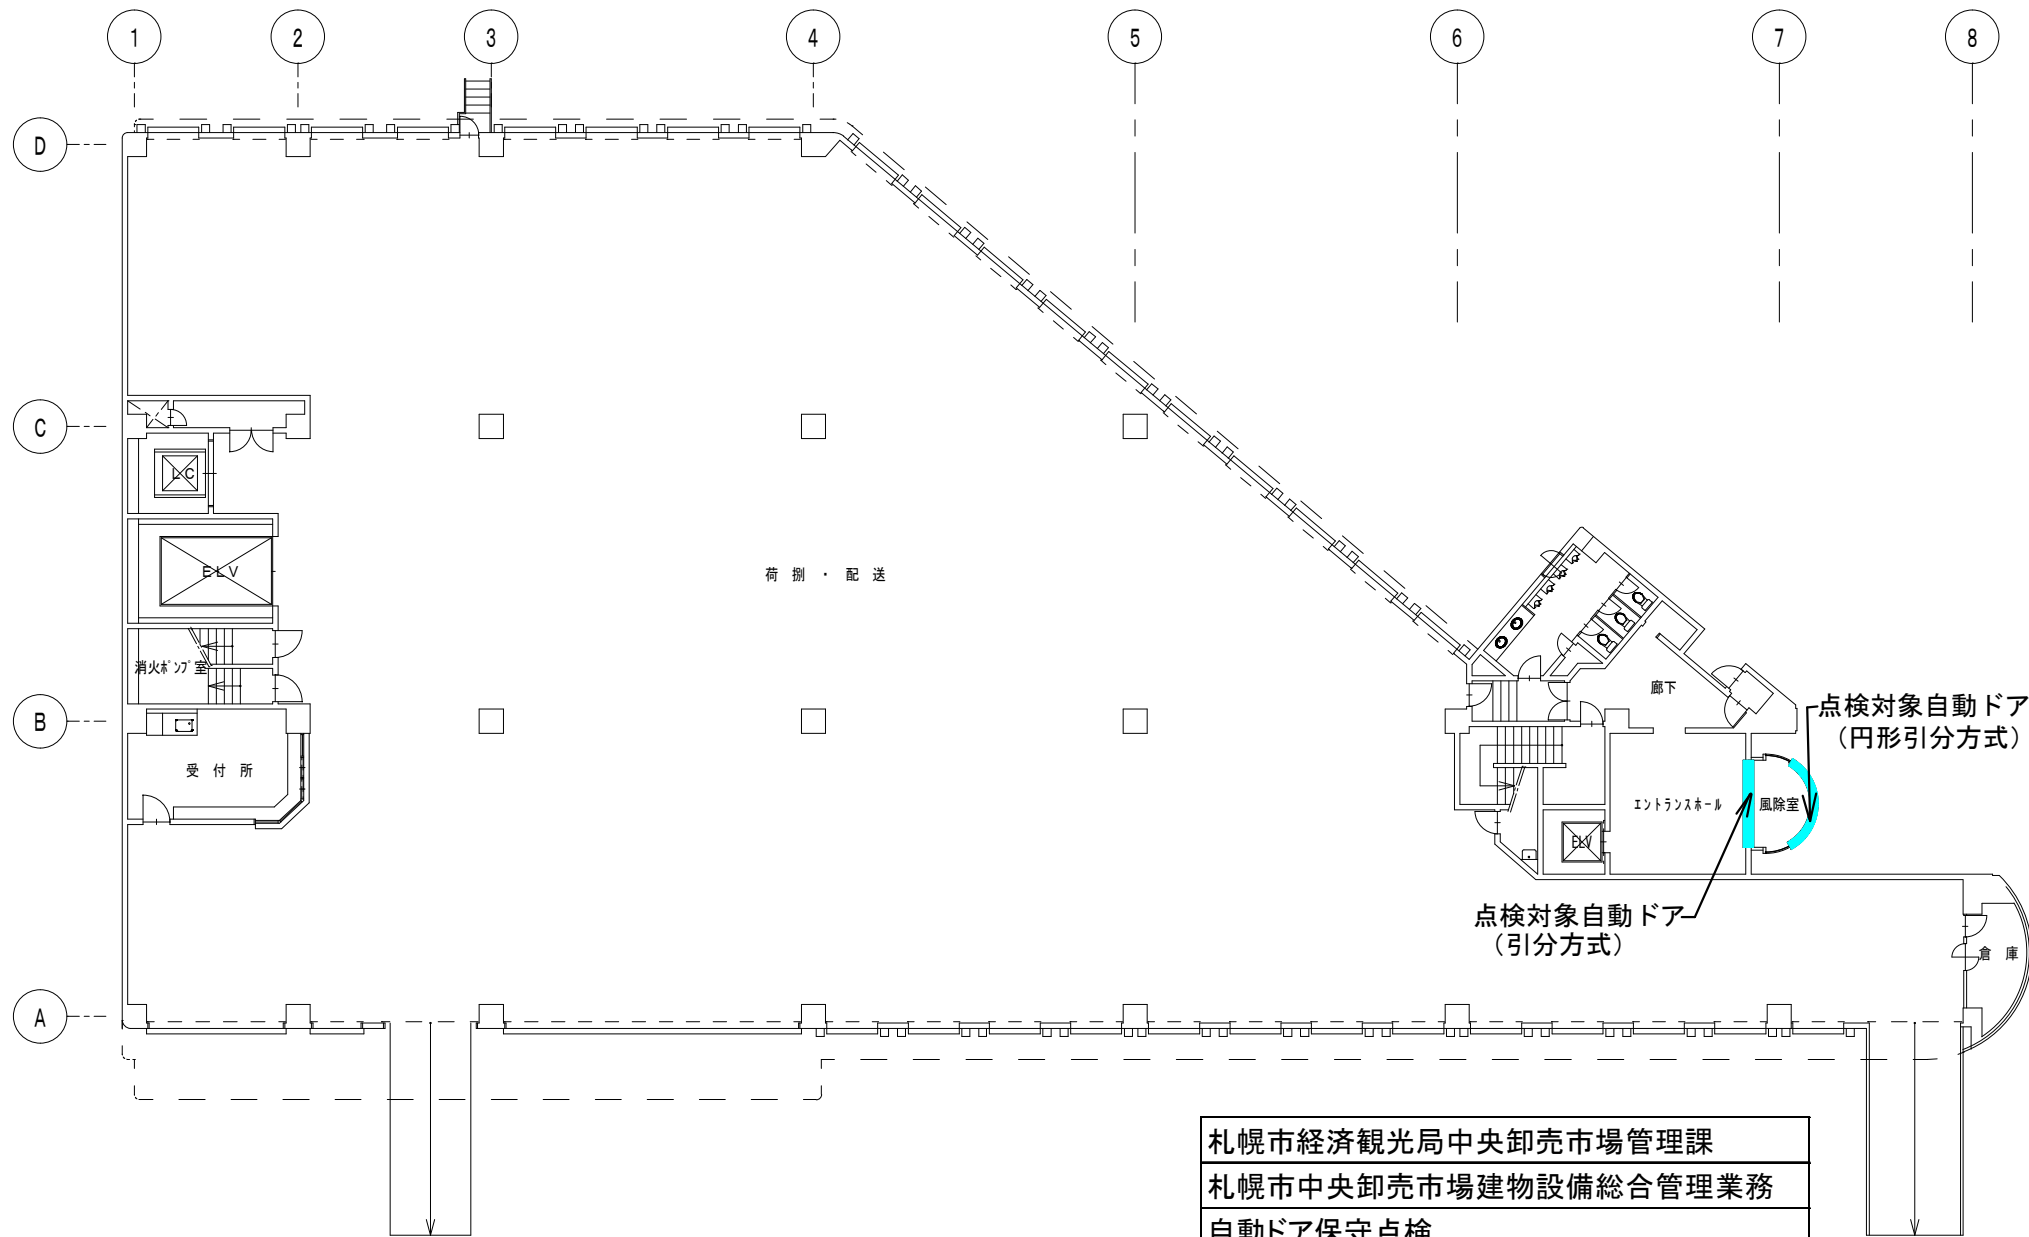 1 2 3 4 5 6 7 8
D
C
LC
ELV
荷捌・配送
消火ポンプ室
廊下
B
点検対象自動ドア
（円形引分方式）
受付所
エントランスホール
風除室
ELV
点検対象自動ドア
（引分方式）
倉庫
A
札幌市経済観光局中央卸売市場管理課
札幌市中央卸売市場建物設備総合管理業務
自動ドア保守点検